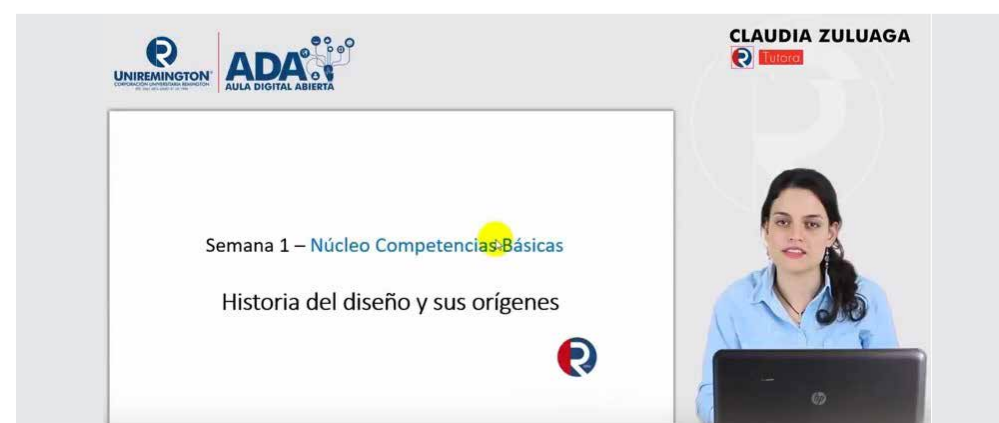 CLAUDIA ZULUAGA
Tutora
UNIREMINGTON
CORPORACIÓN UNIVERSITARIA REMINGTON
ADA
AULA DIGITAL ABIERTA
Semana 1 – Núcleo Competencias Básicas
Historia del diseño y sus orígenes
hp